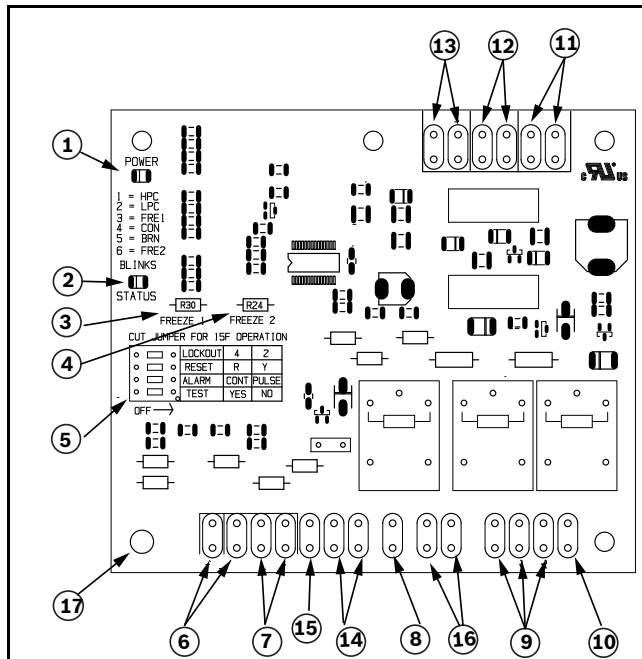 13
12
11
1
POWER
C US
1 = HPC
2 = LPC
3 = FRE1
4 = CON
5 = BRN
6 = FRE2
BLINKS
2
STATUS
R30
R24
3
FREEZE 1
FREEZE 2
4
CUT JUMPER FOR 15F OPERATION
LOCKOUT 4 2
RESET R Y
ALARM CONT PULSE
TEST YES NO
OFF
5
17
6
7
15
14
8
16
9
10